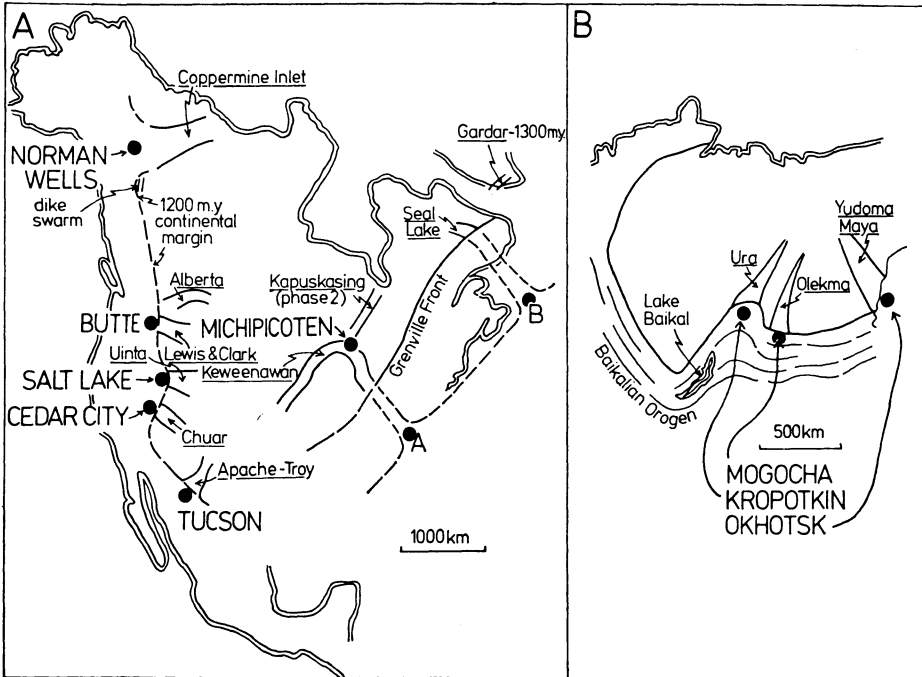 A
Coppermine Inlet
Gardar-1300my.
NORMAN
WELLS
dike
swarm
1200 m.y
continental
margin
Seal
Lake
Alberta
Kapuskasing
(phase 2)
BUTTE
MICHIPICOTEN
Grenville Front
B
Uinta
Lewis & Clark
Keweenawan
SALT LAKE
CEDAR CITY
Chuar
A
Apache-Troy
TUCSON
1000km
B
Yudoma
Maya
Ura
Olekma
Lake
Baikal
Baikalian Orogen
500km
MOGOCHA
KROPOTKIN
OKHOTSK